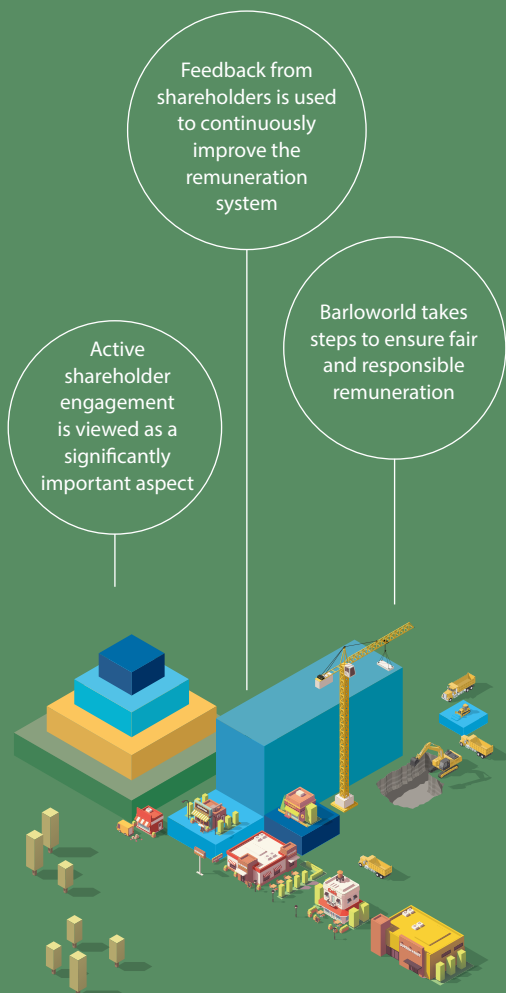 Feedback from
shareholders is used
to continuously
improve the
remuneration
system
Barloworld takes
steps to ensure fair
and responsible
remuneration
Active
shareholder
engagement
is viewed as a
significantly
important aspect